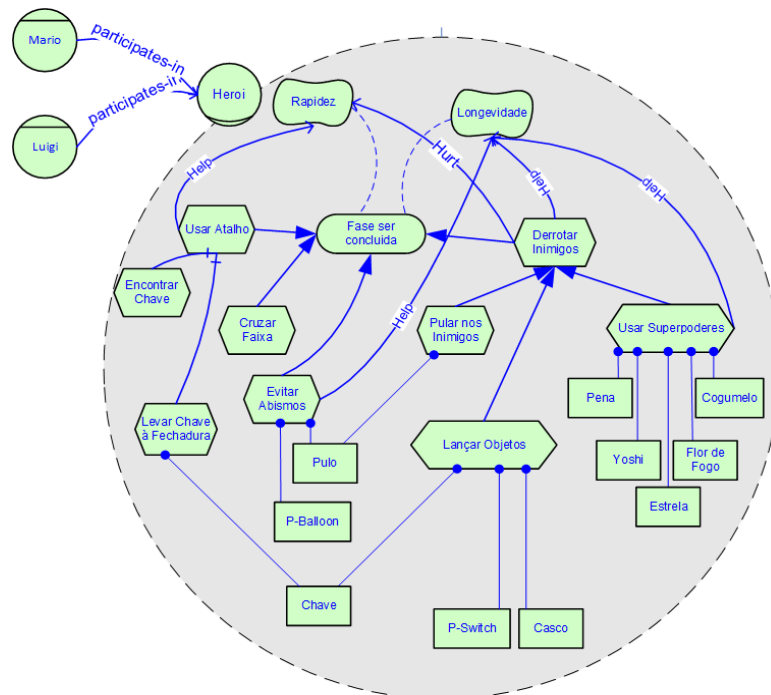 Mario
participates-in
Heroi
participates-in
Luigi
Rapidez
Longevidade
Help
Hurt
Help
Help
Usar Atalho
Fase ser
concluida
Derrotar
Inimigos
Encontrar
Chave
Cruzar
Faixa
Help
Pular nos
Inimigos
Usar Superpoderes
Evitar
Abismos
Pena
Cogumelo
Levar Chave
à Fechadura
Lançar Objetos
Pulo
Yoshi
Flor de
Fogo
Estrela
P-Balloon
Chave
P-Switch
Casco